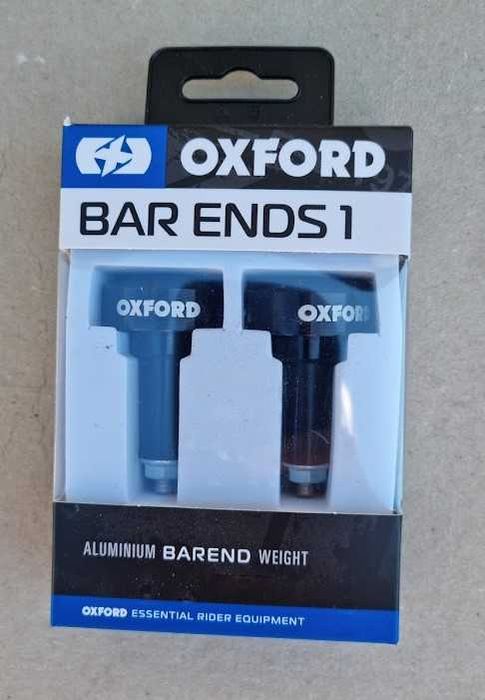 OXFORD
BAR ENDS 1
OXFORD
OXFORD
ALUMINIUM BAREND WEIGHT
OXFORD ESSENTIAL RIDER EQUIPMENT